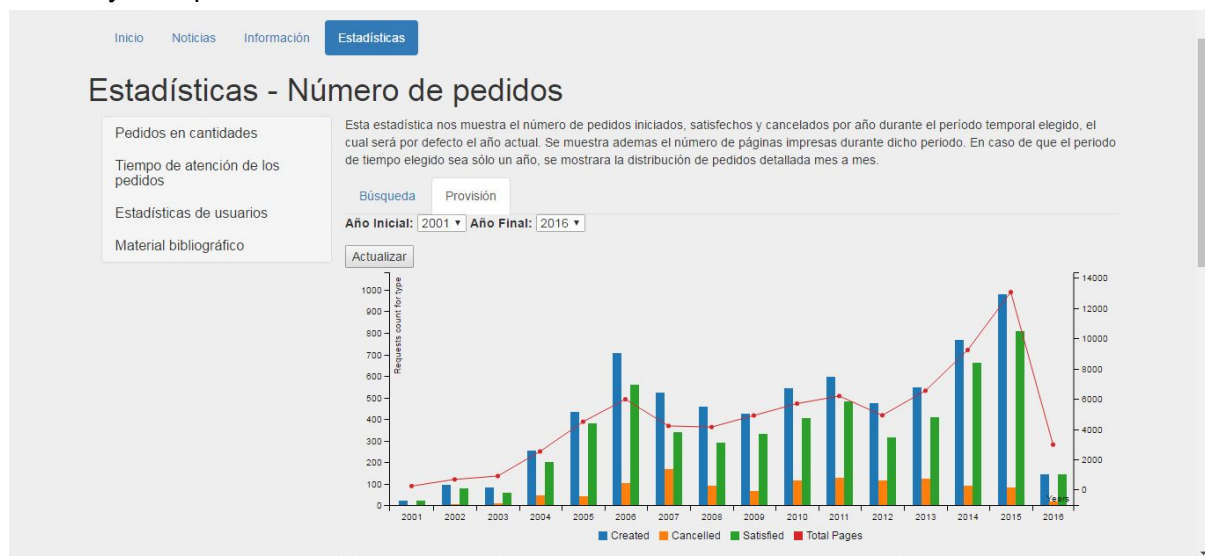 Inicio Noticias Información Estadísticas
Estadísticas - Número de pedidos
Pedidos en cantidades
Tiempo de atención de los
pedidos
Estadísticas de usuarios
Material bibliográfico
Esta estadística nos muestra el número de pedidos iniciados, satisfechos y cancelados por año durante el período temporal elegido, el
cual será por defecto el año actual. Se muestra ademas el número de páginas impresas durante dicho periodo. En caso de que el periodo
de tiempo elegido sea sólo un año, se mostrara la distribución de pedidos detallada mes a mes.
Búsqueda Provisión
Año Inicial: 2001 Año Final: 2016
Actualizar
Requests count for type
1000
900
800
700
600
500
400
300
200
100
0
14000
12000
10000
8000
6000
4000
2000
0
Years
2001 2002 2003 2004 2005 2006 2007 2008 2009 2010 2011 2012 2013 2014 2015 2016
Created Cancelled Satisfied Total Pages